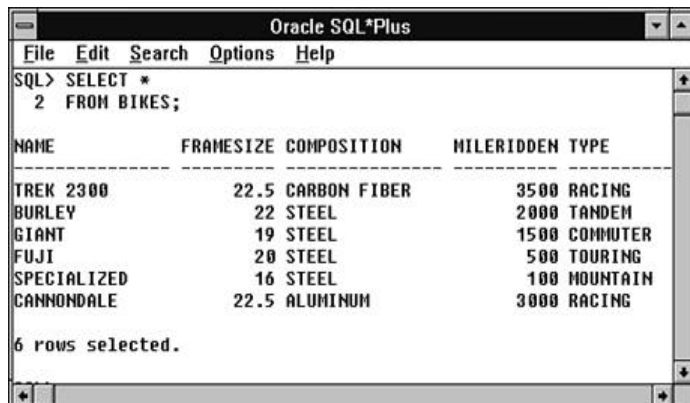 Oracle SQL*Plus
File Edit Search Options Help
SQL> SELECT *
2 FROM BIKES;
NAME FRAMESIZE COMPOSITION MILERIDDEN TYPE
--------------- --------- --------------- ---------- ----------
TREK 2300 22.5 CARBON FIBER 3500 RACING
BURLEY 22 STEEL 2000 TANDEM
GIANT 19 STEEL 1500 COMMUTER
FUJI 20 STEEL 500 TOURING
SPECIALIZED 16 STEEL 100 MOUNTAIN
CANNONDALE 22.5 ALUMINUM 3000 RACING
6 rows selected.